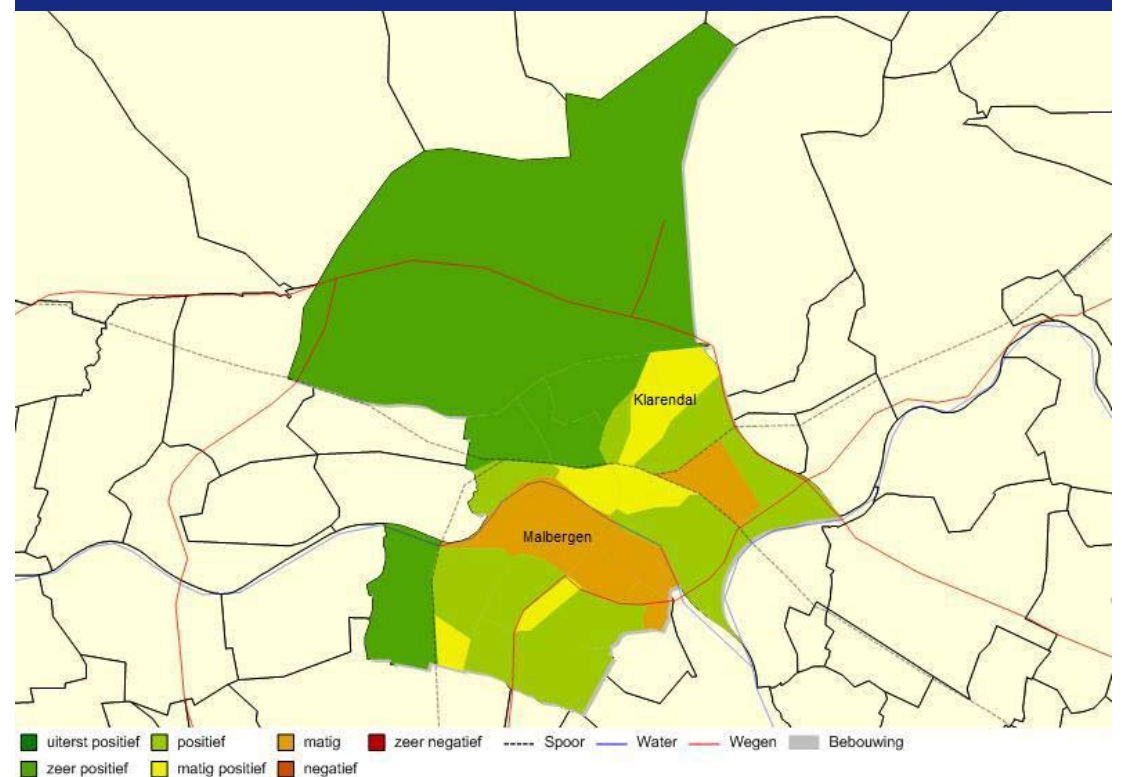 Klarendal
Malbergen
uiterst positief positief matig zeer negatief Spoor Water Wegen Bebouwing
zeer positief matig positief negatief